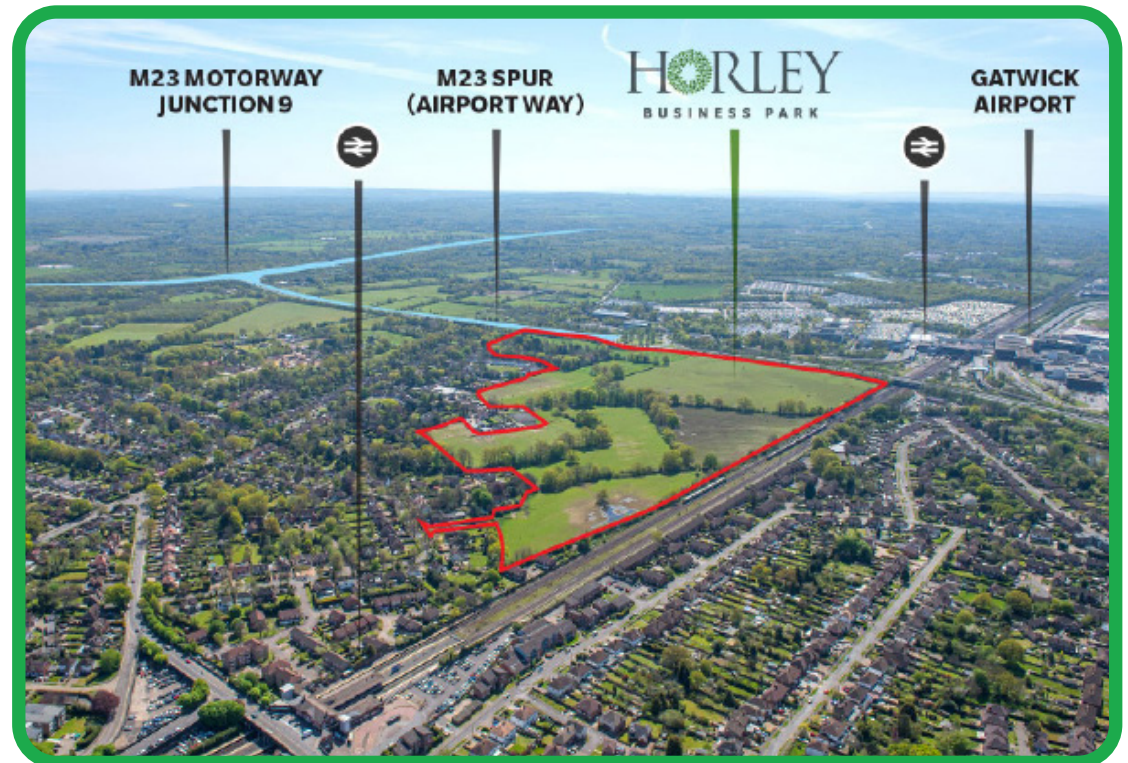 M23 MOTORWAY
JUNCTION 9
M23 SPUR
(AIRPORT WAY)
HORLEY
BUSINESS PARK
GATWICK
AIRPORT